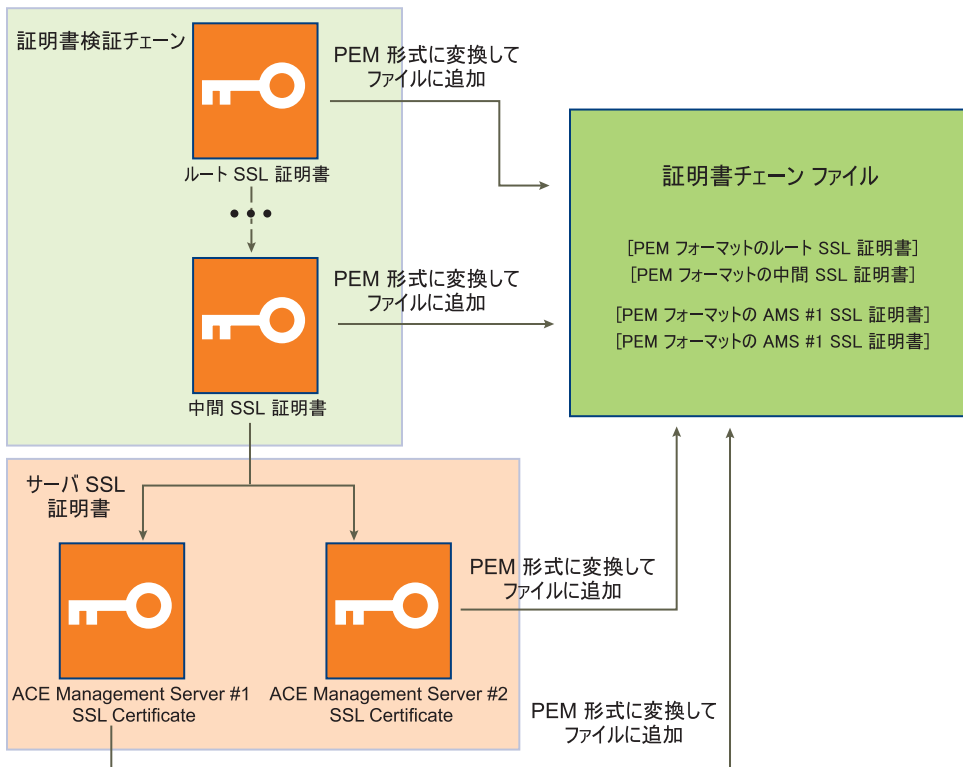 証明書検証チェーン
PEM 形式に変換して
ファイルに追加
ルート SSL 証明書
PEM 形式に変換して
ファイルに追加
中間 SSL 証明書
証明書チェーン ファイル
[PEM フォーマットのルート SSL 証明書]
[PEM フォーマットの中間 SSL 証明書]
[PEM フォーマットの AMS #1 SSL 証明書]
[PEM フォーマットの AMS #1 SSL 証明書]
サーバ SSL
証明書
PEM 形式に変換して
ファイルに追加
ACE Management Server #1
SSL Certificate
ACE Management Server #2
SSL Certificate
PEM 形式に変換して
ファイルに追加